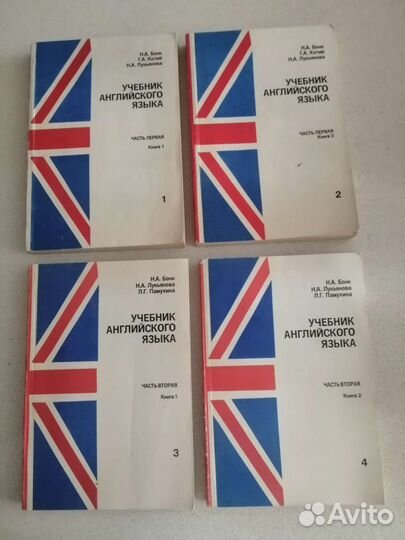 Н.А. Бонк
Г.А. Котий
Н.А. Лукьянова
УЧЕБНИК
АНГЛИЙСКОГО
ЯЗЫКА
ЧАСТЬ ПЕРВАЯ
Книга 1
1
Н.А. Бонк
Г.А. Котий
Н.А. Лукьянова
УЧЕБНИК
АНГЛИЙСКОГО
ЯЗЫКА
ЧАСТЬ ПЕРВАЯ
Книга 2
2
Н.А. Бонк
Н.А. Лукьянова
Л.Г. Памухина
УЧЕБНИК
АНГЛИЙСКОГО
ЯЗЫКА
ЧАСТЬ ВТОРАЯ
Книга 1
3
Н.А. Бонк
Н.А. Лукьянова
Л.Г. Памухина
УЧЕБНИК
АНГЛИЙСКОГО
ЯЗЫКА
ЧАСТЬ ВТОРАЯ
Книга 2
4
Avito